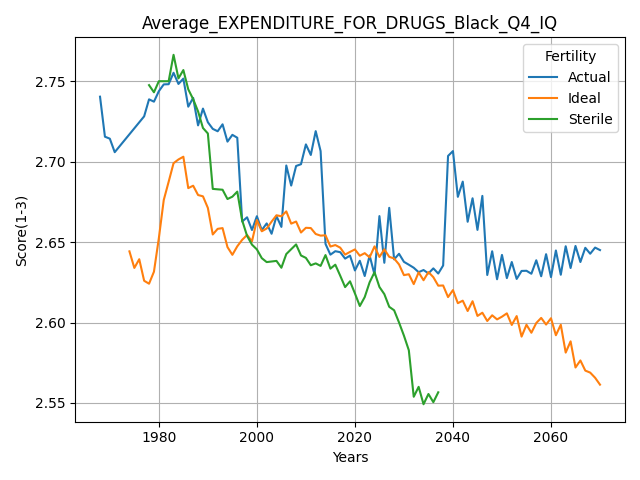 Average_EXPENDITURE_FOR_DRUGS_Black_Q4_IQ
Fertility
Actual
Ideal
Sterile
Score(1-3)
2.75
2.70
2.65
2.60
2.55
1980 2000 2020 2040 2060
Years